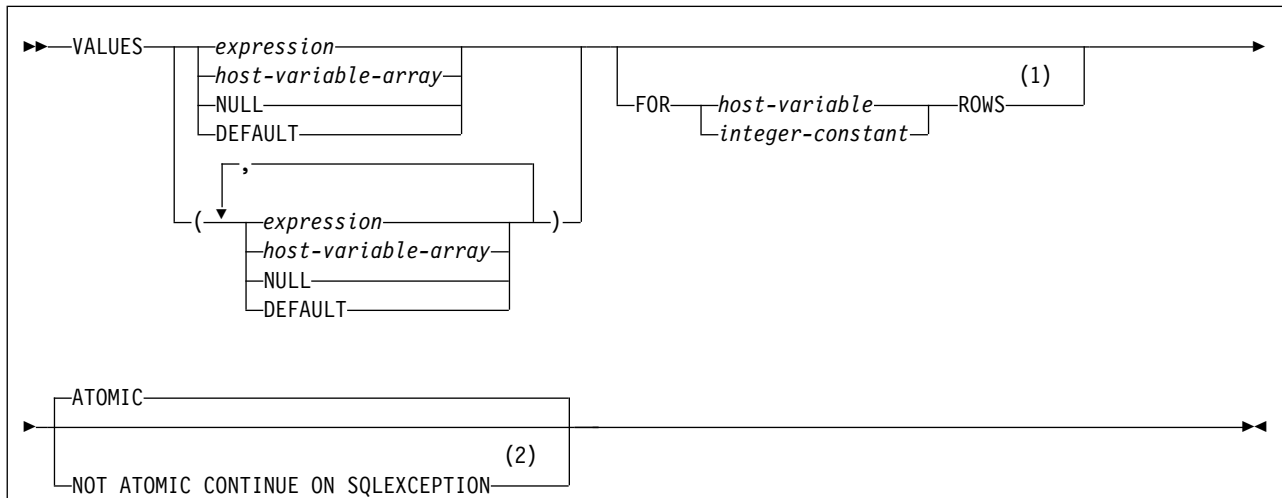 VALUES expression
host-variable-array (1)
NULL FOR host-variable ROWS
DEFAULT integer-constant
,
( expression )
host-variable-array
NULL
DEFAULT
ATOMIC
(2)
NOT ATOMIC CONTINUE ON SQLEXCEPTION